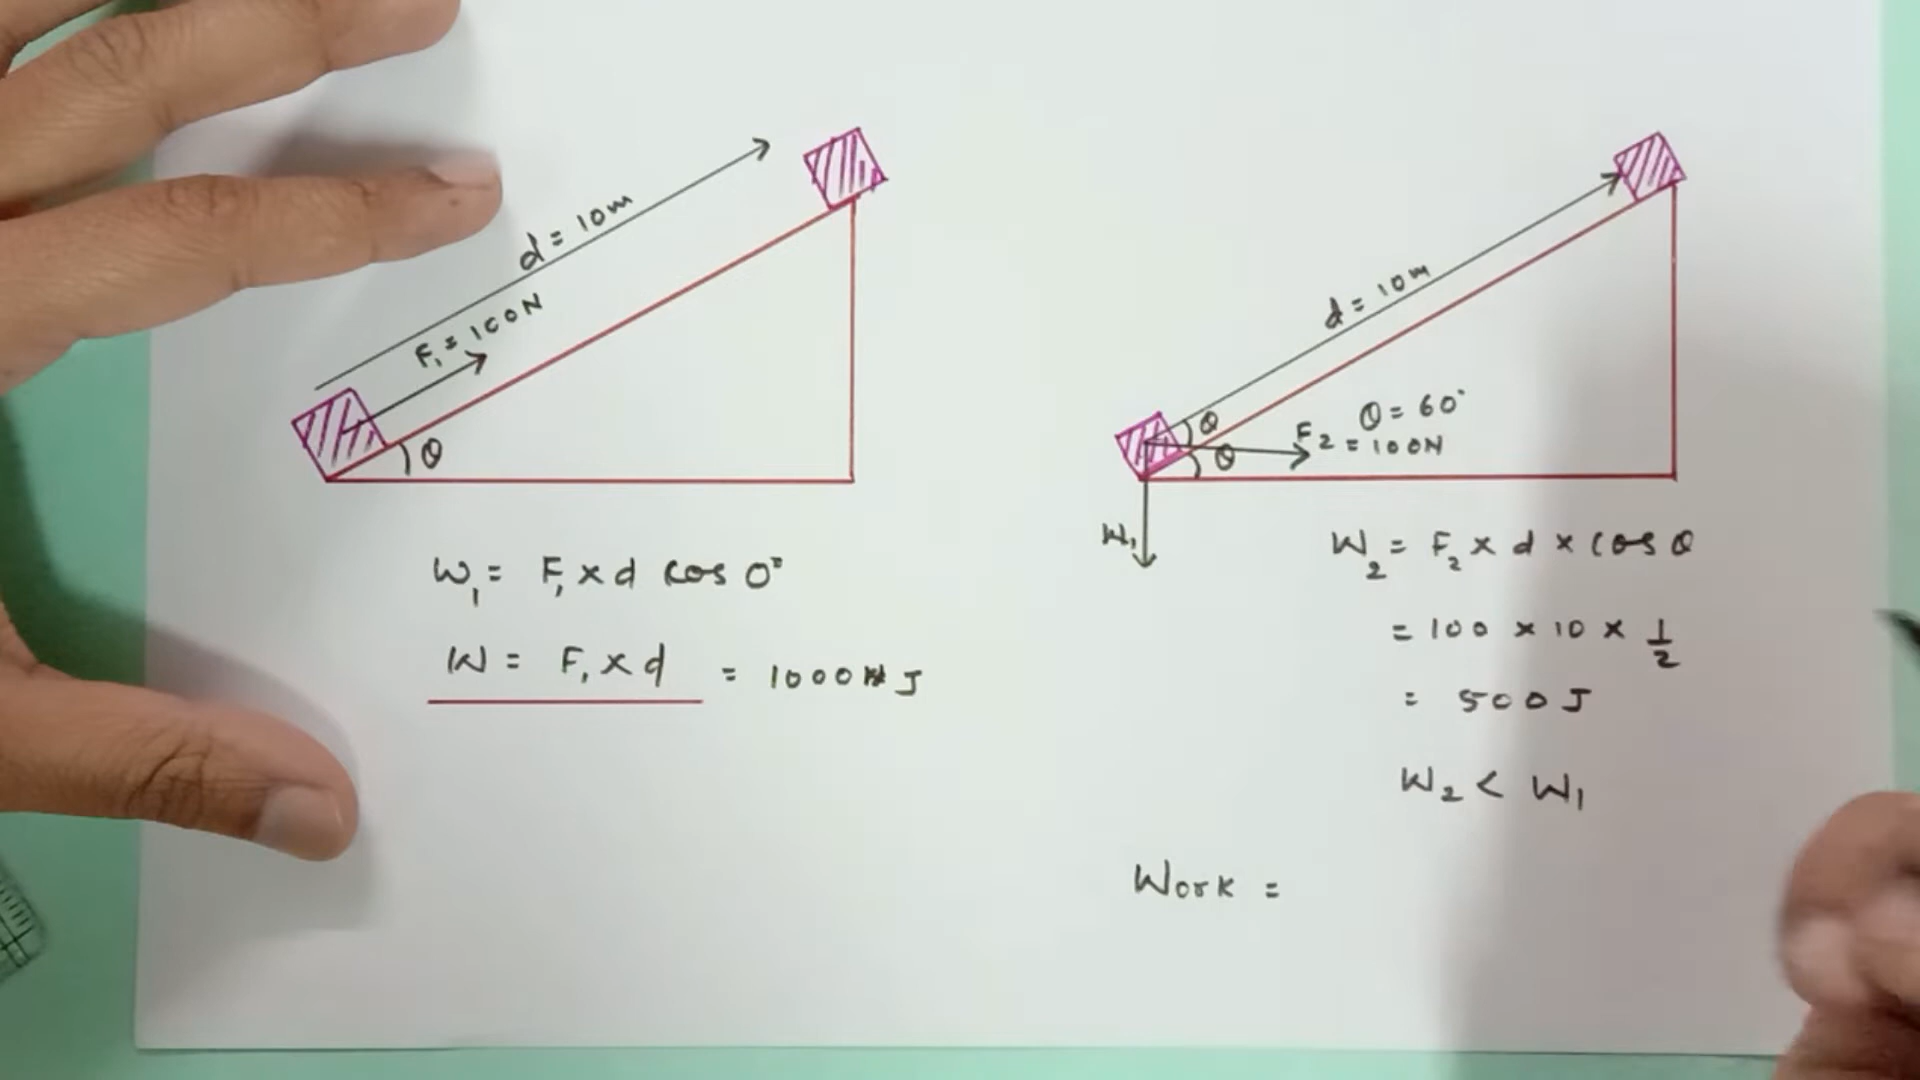 d = 10m
F₁ = 100N
θ
W₁ = F₁ x d cos 0°
W = F₁ x d = 1000 J
d = 10m
θ
θ = 60°
F₂ = 100N
θ
W₁
W₂ = F₂ x d x cos θ
= 100 x 10 x 1/2
= 500J
W₂ < W₁
Work =